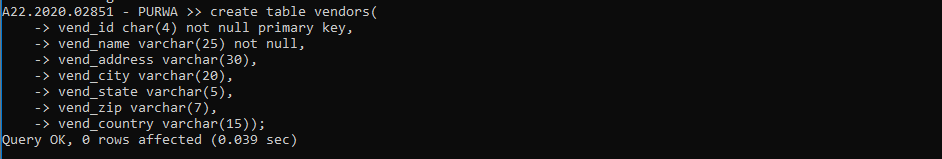 A22.2020.02851 - PURWA >> create table vendors(
    -> vend_id char(4) not null primary key,
    -> vend_name varchar(25) not null,
    -> vend_address varchar(30),
    -> vend_city varchar(20),
    -> vend_state varchar(5),
    -> vend_zip varchar(7),
    -> vend_country varchar(15));
Query OK, 0 rows affected (0.039 sec)